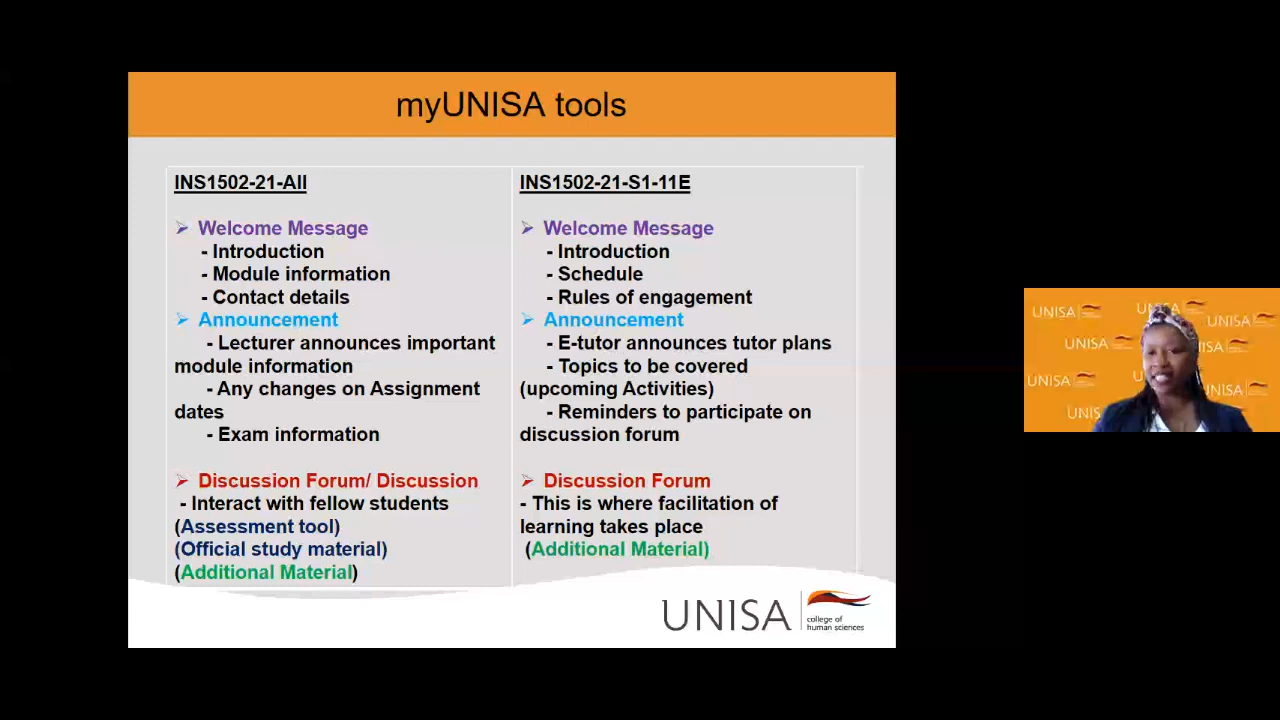 myUNISA tools
INS1502-21-All
➢ Welcome Message
- Introduction
- Module information
- Contact details
➢ Announcement
- Lecturer announces important
module information
- Any changes on Assignment
dates
- Exam information
➢ Discussion Forum/ Discussion
- Interact with fellow students
(Assessment tool)
(Official study material)
(Additional Material)
INS1502-21-S1-11E
➢ Welcome Message
- Introduction
- Schedule
- Rules of engagement
➢ Announcement
- E-tutor announces tutor plans
- Topics to be covered
(upcoming Activities)
- Reminders to participate on
discussion forum
➢ Discussion Forum
- This is where facilitation of
learning takes place
(Additional Material)
UNISA
college of
human sciences
UNISA
UNISA
UNISA
UNISA
UNISA